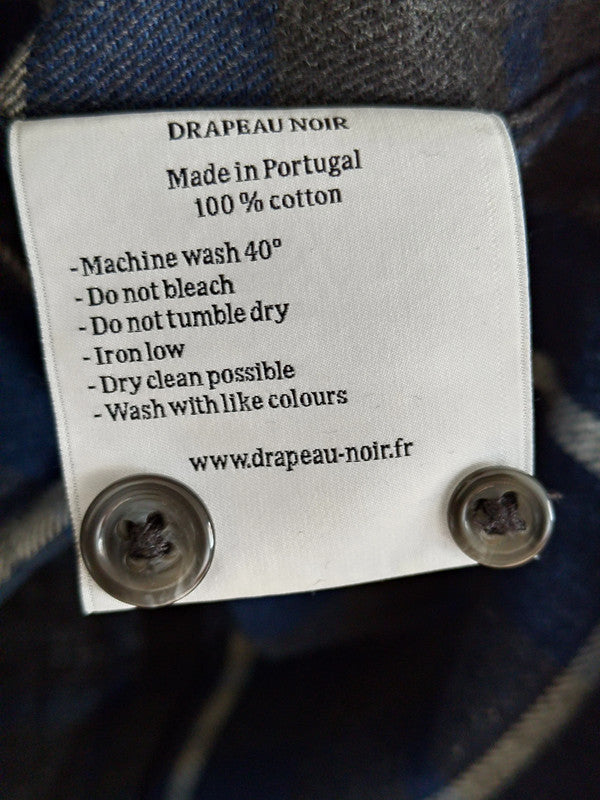 DRAPEAU NOIR
Made in Portugal
100 % cotton
-Machine wash 40°
-Do not bleach
-Do not tumble dry
-Iron low
-Dry clean possible
-Wash with like colours
www.drapeau-noir.fr